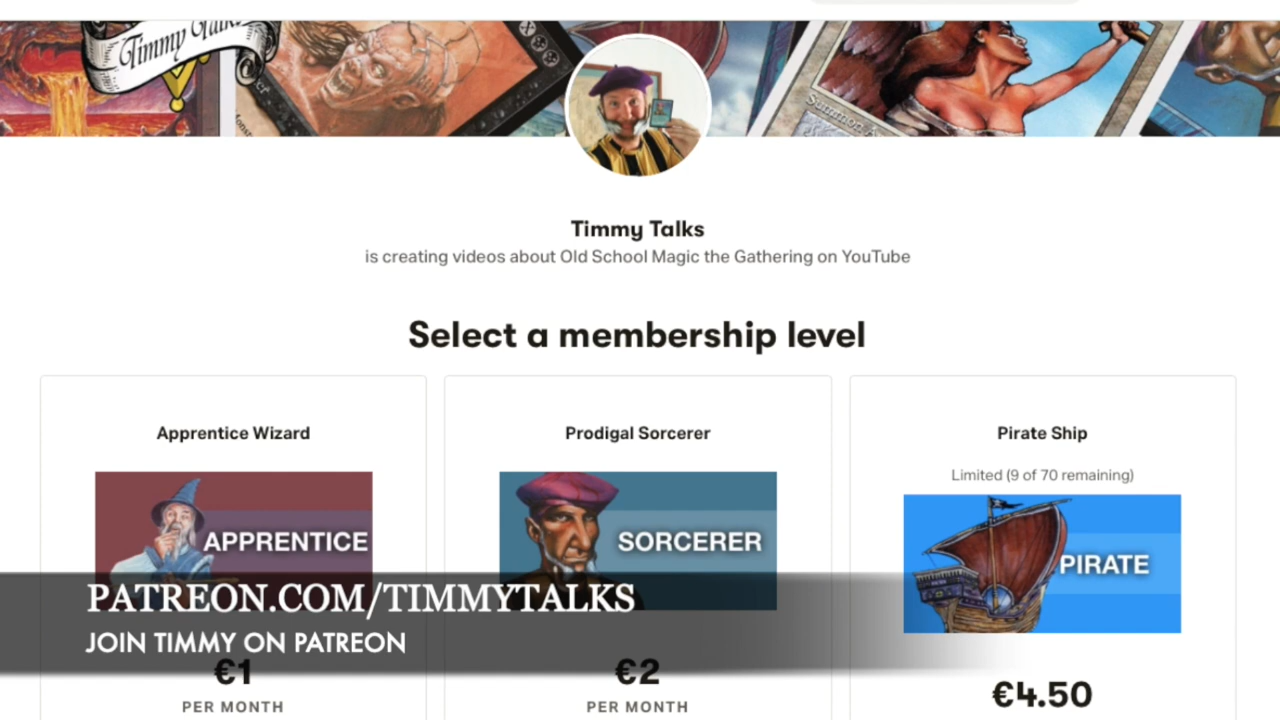 Timmy Talks
Summon A
Timmy Talks
is creating videos about Old School Magic the Gathering on YouTube
Select a membership level
Apprentice Wizard
Prodigal Sorcerer
Pirate Ship
Limited (9 of 70 remaining)
APPRENTICE
SORCERER
PIRATE
PATREON.COM/TIMMYTALKS
JOIN TIMMY ON PATREON
€1
€2
€4.50
PER MONTH
PER MONTH